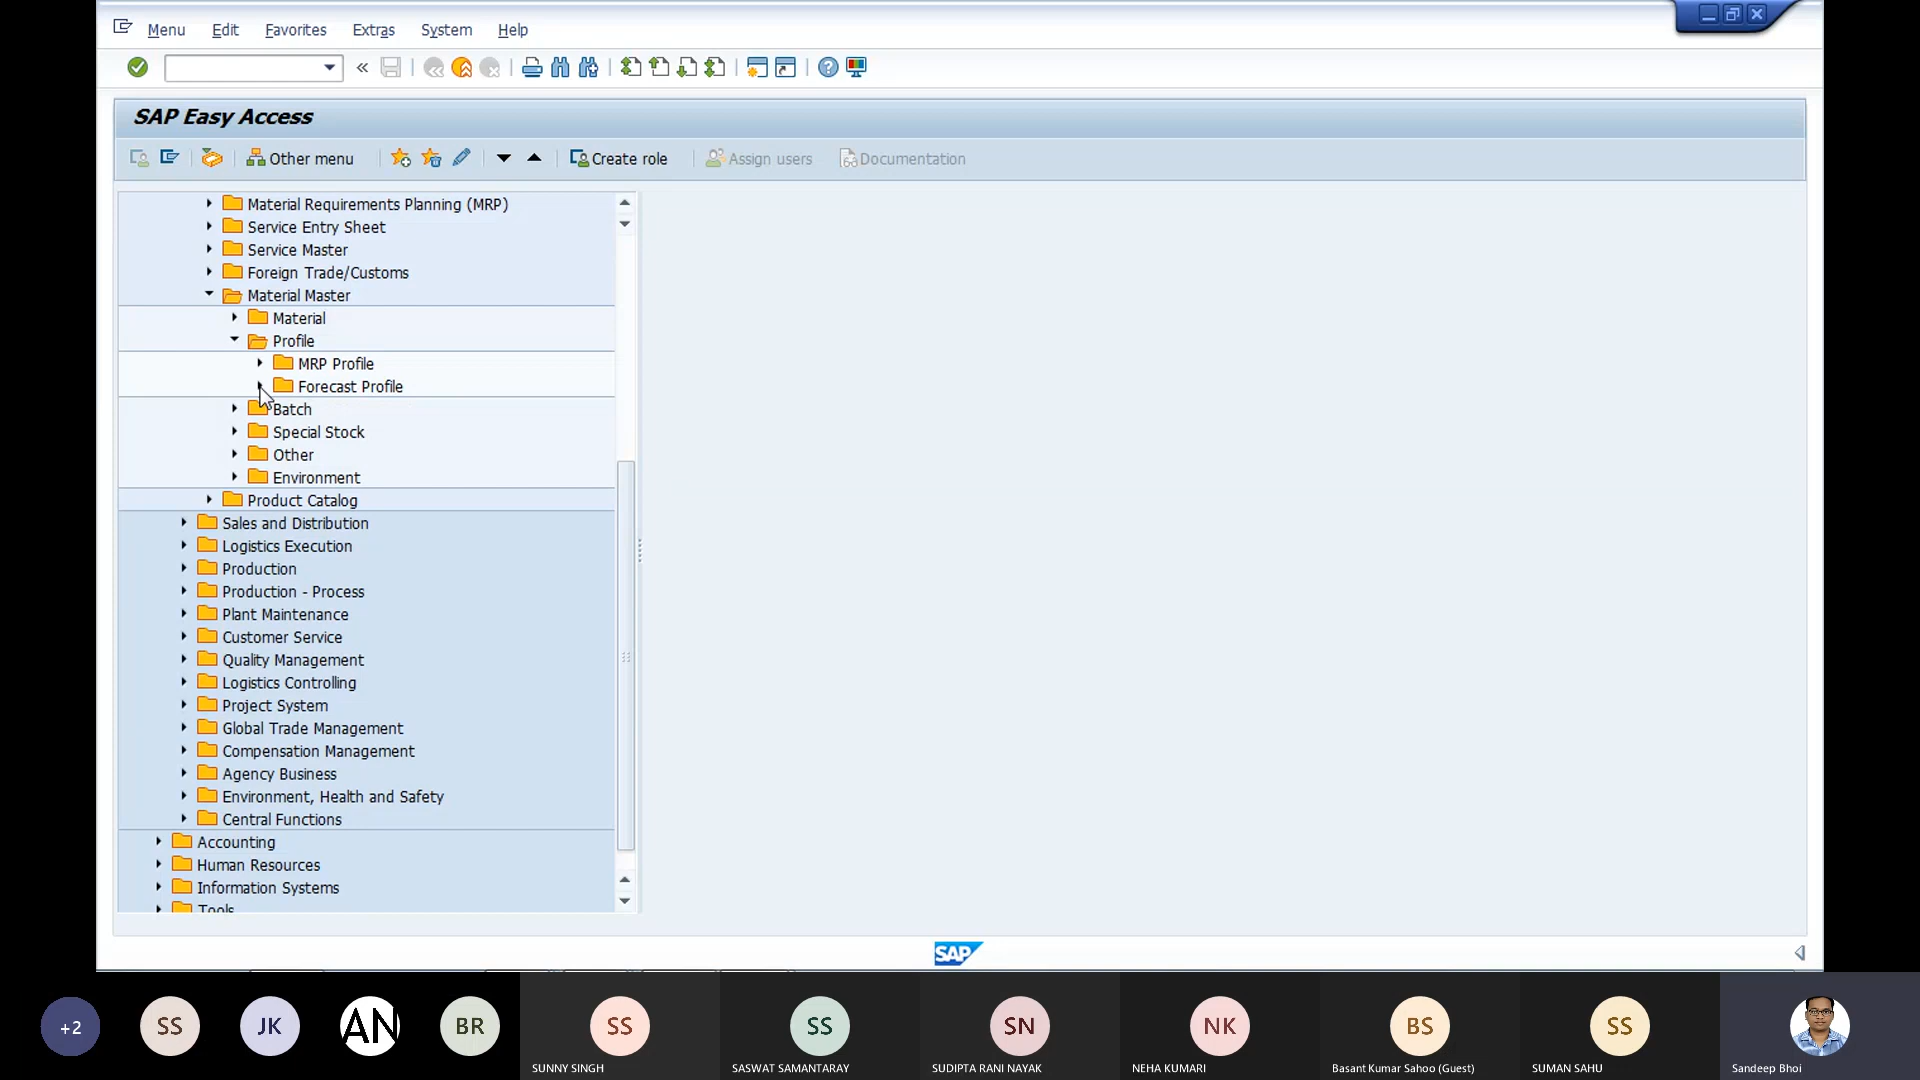 Menu Edit Favorites Extras System Help
SAP Easy Access
Other menu Create role Assign users Documentation
Material Requirements Planning (MRP)
Service Entry Sheet
Service Master
Foreign Trade/Customs
Material Master
Material
Profile
MRP Profile
Forecast Profile
Batch
Special Stock
Other
Environment
Product Catalog
Sales and Distribution
Logistics Execution
Production
Production - Process
Plant Maintenance
Customer Service
Quality Management
Logistics Controlling
Project System
Global Trade Management
Compensation Management
Agency Business
Environment, Health and Safety
Central Functions
Accounting
Human Resources
Information Systems
Tools
SAP
+2 SS JK AN BR SS SS SN NK BS SS
SUNNY SINGH SASWAT SAMANTARAY SUDIPTA RANI NAYAK NEHA KUMARI Basant Kumar Sahoo (Guest) SUMAN SAHU Sandeep Bhoi